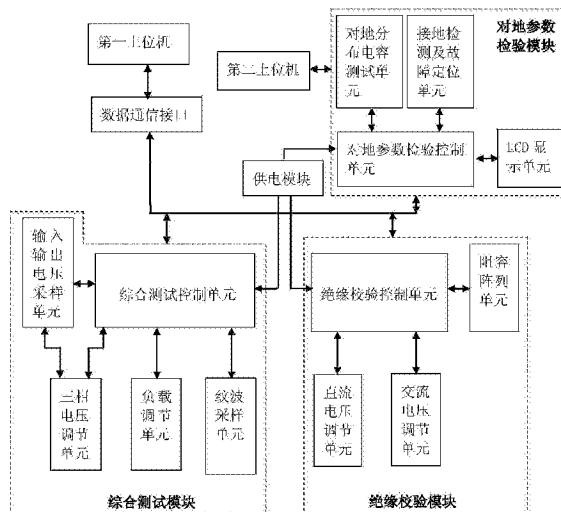 第一上位机
数据通信接口
第二上位机
对地分
布电容
测试单
元
接地检
测及故
障定位
单元
对地参数
检验模块
对地参数检验控制
单元
LCD 显
示单元
供电模块
输入
输出
电压
采样
单元
综合测试控制单元
绝缘校验控制单元
阻容
阵列
单元
三相
电压
调节
单元
负载
调节
单元
纹波
采样
单元
直流
电压
调节
单元
交流
电压
调节
单元
综合测试模块
绝缘校验模块